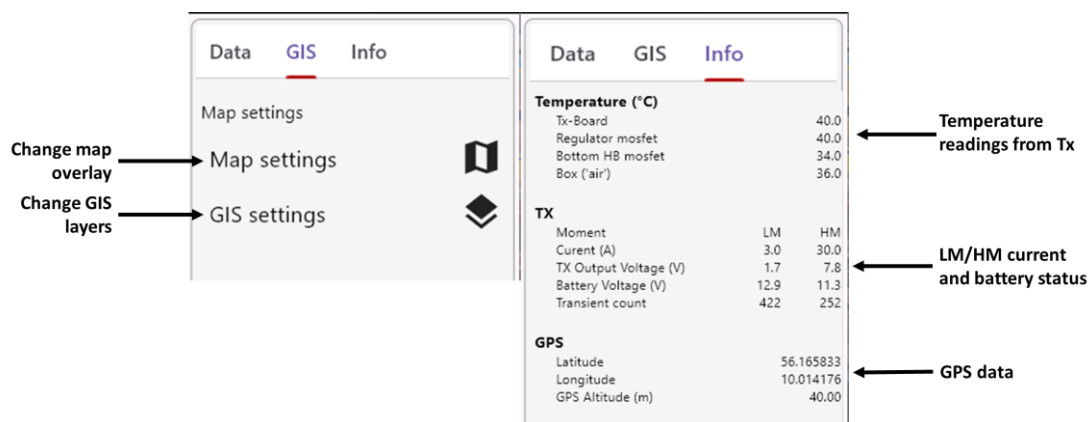 Data GIS Info
Map settings
Change map
overlay
Map settings
Change GIS
layers
GIS settings
Data GIS Info
Temperature (°C)
Tx-Board 40.0
Regulator mosfet 40.0
Bottom HB mosfet 34.0
Box ('air') 36.0
Temperature
readings from Tx
TX
Moment LM HM
Curent (A) 3.0 30.0
TX Output Voltage (V) 1.7 7.8
Battery Voltage (V) 12.9 11.3
Transient count 422 252
LM/HM current
and battery status
GPS
Latitude 56.165833
Longitude 10.014176
GPS Altitude (m) 40.00
GPS data